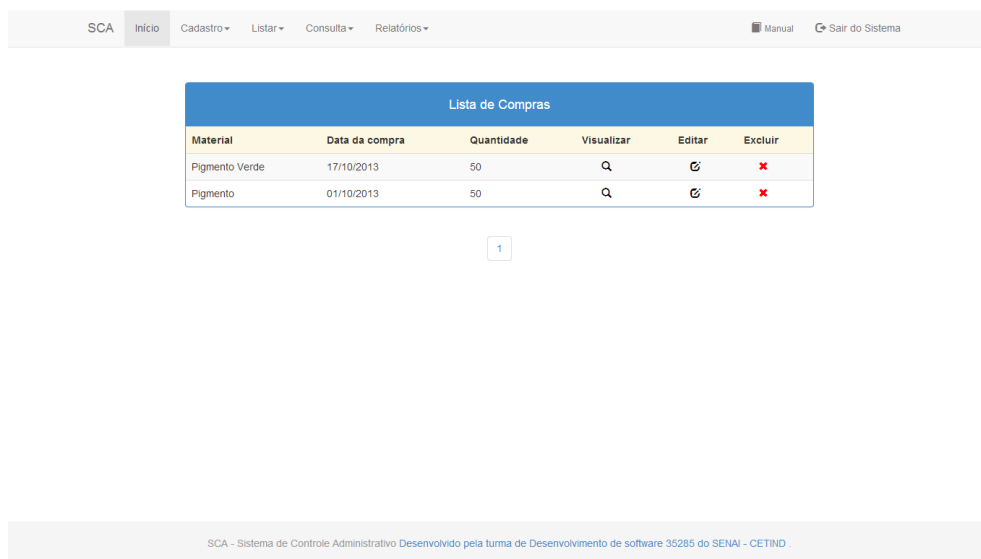 SCA Início Cadastro Listar Consulta Relatórios Manual Sair do Sistema
Lista de Compras
Material Data da compra Quantidade Visualizar Editar Excluir
Pigmento Verde 17/10/2013 50
Pigmento 01/10/2013 50
1
SCA - Sistema de Controle Administrativo Desenvolvido pela turma de Desenvolvimento de software 35285 do SENAI - CETIND .